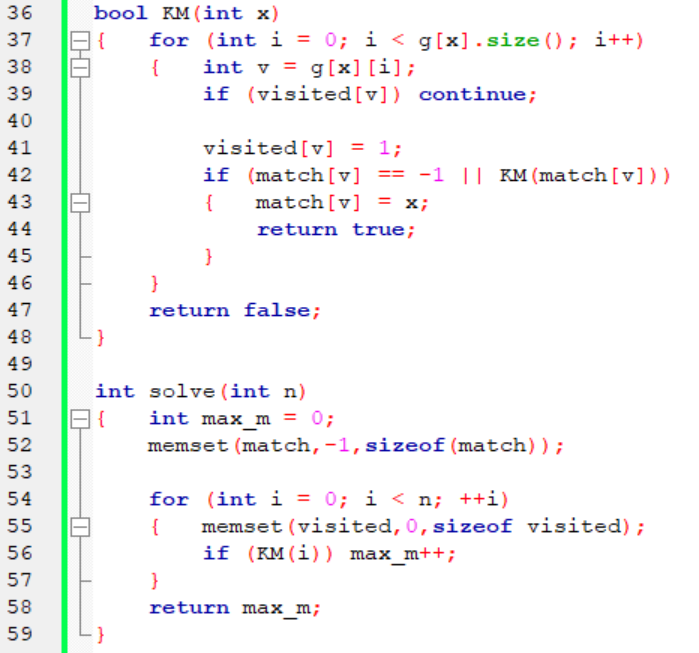 36 bool KM(int x)
37 { for (int i = 0; i < g[x].size(); i++)
38 { int v = g[x][i];
39 if (visited[v]) continue;
40
41 visited[v] = 1;
42 if (match[v] == -1 || KM(match[v]))
43 { match[v] = x;
44 return true;
45 }
46 }
47 return false;
48 }
49
50 int solve(int n)
51 { int max_m = 0;
52 memset(match,-1,sizeof(match));
53
54 for (int i = 0; i < n; ++i)
55 { memset(visited,0,sizeof visited);
56 if (KM(i)) max_m++;
57 }
58 return max_m;
59 }